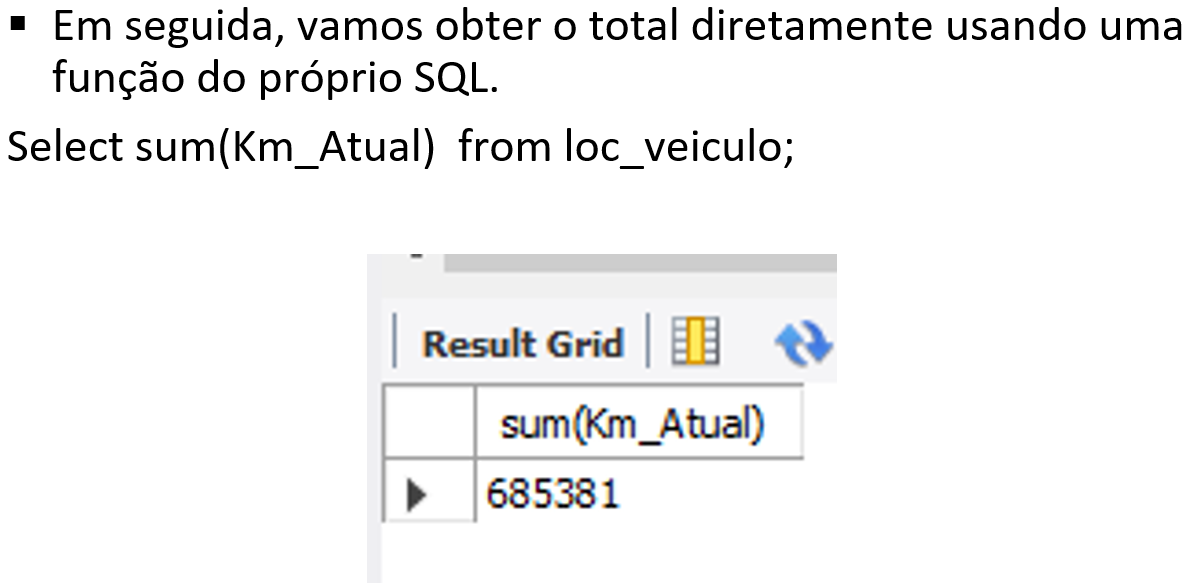 ▪ Em seguida, vamos obter o total diretamente usando uma
função do próprio SQL.
Select sum(Km_Atual)  from loc_veiculo;
Result Grid
sum(Km_Atual)
685381